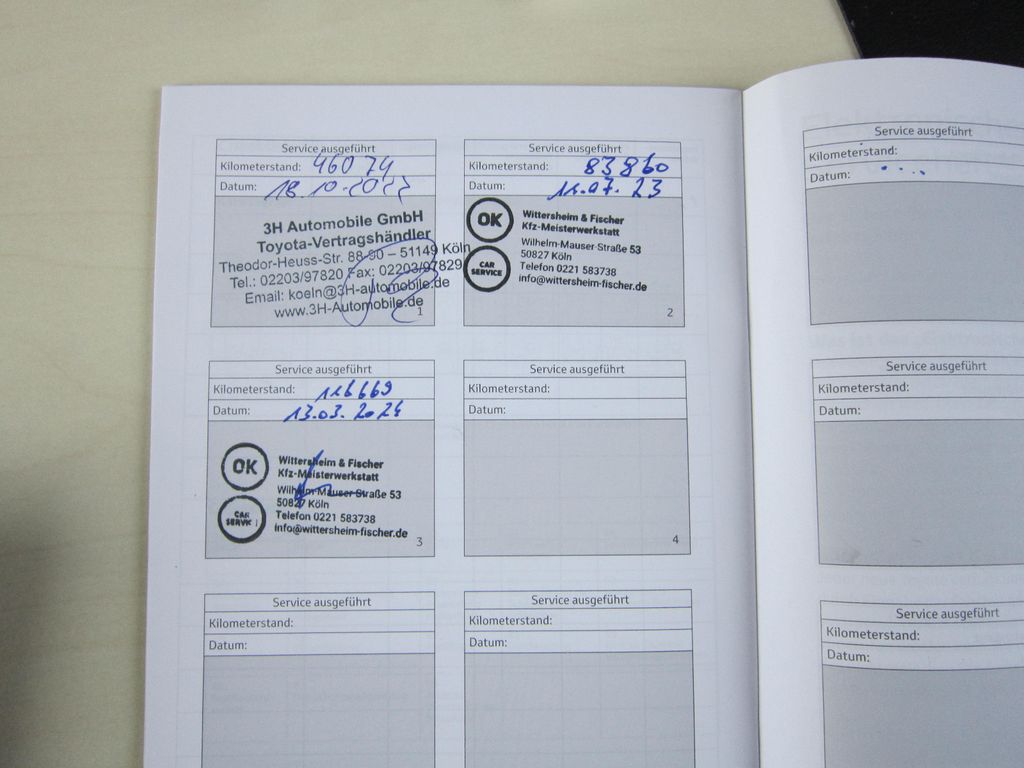 Service ausgeführt
Kilometerstand: 46074
Datum: 18.10.2022
3H Automobile GmbH
Toyota-Vertragshändler
Theodor-Heuss-Str. 88-90 – 51149 Köln
Tel.: 02203/97820 Fax: 02203/97829
Email: koeln@3H-automobile.de
www.3H-Automobile.de
1
Service ausgeführt
Kilometerstand: 83860
Datum: .07.23
OK
CAR
SERVICE
Wittersheim & Fischer
Kfz-Meisterwerkstatt
Wilhelm-Mauser-Straße 53
50827 Köln
Telefon 0221 583738
info@wittersheim-fischer.de
2
Service ausgeführt
Kilometerstand: 116669
Datum: 13.03.2024
OK
CAR
SERVIC
Wittersheim & Fischer
Kfz-Meisterwerkstatt
Wilhelm-Mauser-Straße 53
50827 Köln
Telefon 0221 583738
info@wittersheim-fischer.de
3
Service ausgeführt
Kilometerstand:
Datum:
4
Service ausgeführt
Kilometerstand:
Datum:
Service ausgeführt
Kilometerstand:
Datum:
Service ausgeführt
Kilometerstand:
Datum:
Service ausgeführt
Kilometerstand:
Datum:
Service ausgeführt
Kilometerstand:
Datum: